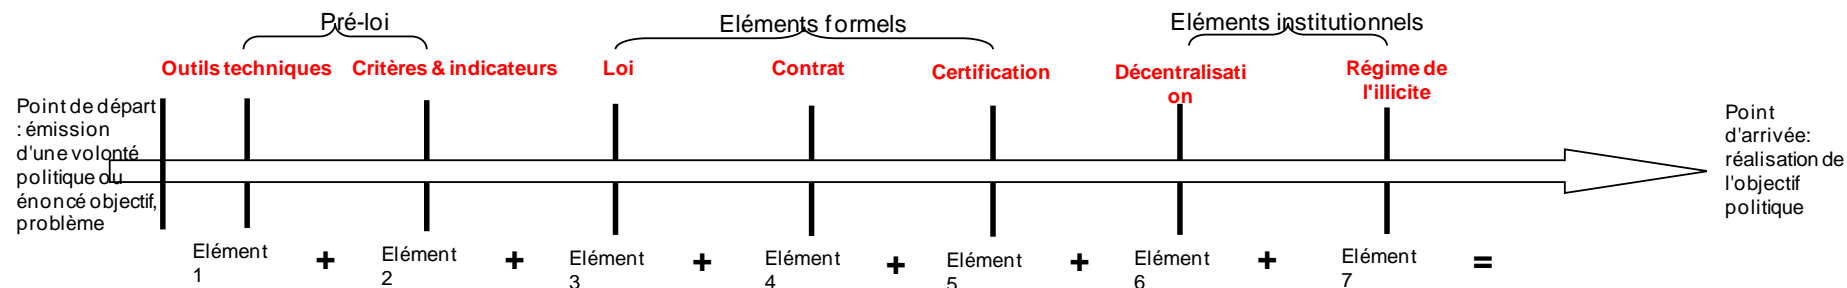 Pré-loi
Eléments formels
Eléments institutionnels
Outils techniques
Critères & indicateurs
Loi
Contrat
Certification
Décentralisati
on
Régime de
l'illicite
Point de départ
: émission
d'une volonté
politique ou
énoncé objectif,
problème
Point
d'arrivée:
réalisation de
l'objectif
politique
Elément
1
+
Elément
2
+
Elément
3
+
Elément
4
+
Elément
5
+
Elément
6
+
Elément
7
=